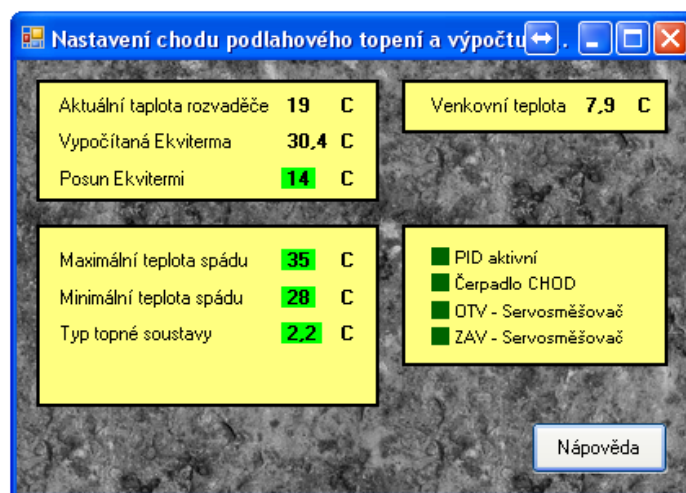 Nastavení chodu podlahového topení a výpočtu .
Aktuální taplota rozvaděče 19 C
Vypočítaná Ekviterma 30,4 C
Posun Ekvitermi 14 C
Venkovní teplota 7,9 C
Maximální teplota spádu 35 C
Minimální teplota spádu 28 C
Typ topné soustavy 2,2 C
PID aktivní
Čerpadlo CHOD
OTV - Servosměšovač
ZAV - Servosměšovač
Nápověda